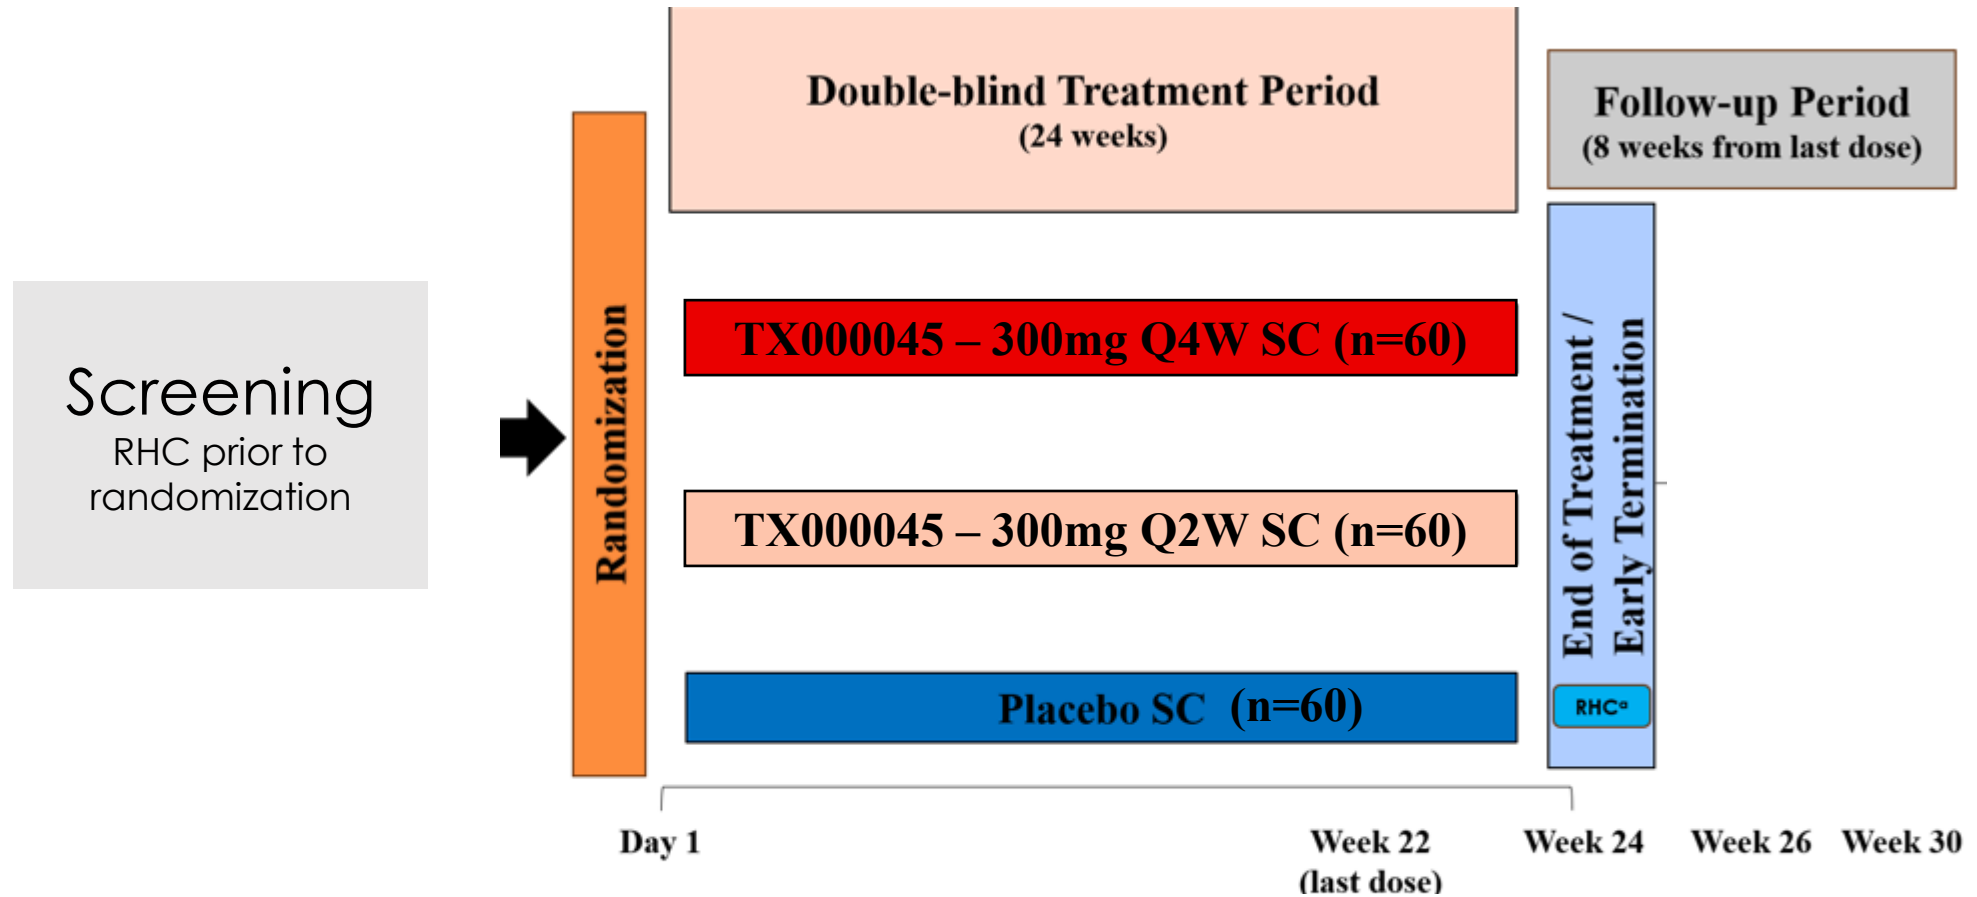 Double-blind Treatment Period
(24 weeks)
Follow-up Period
(8 weeks from last dose)
Screening
RHC prior to
randomization
Randomization
TX000045 – 300mg Q4W SC (n=60)
TX000045 – 300mg Q2W SC (n=60)
Placebo SC (n=60)
End of Treatment /
Early Termination
RHCᵅ
Day 1
Week 22
(last dose)
Week 24
Week 26
Week 30